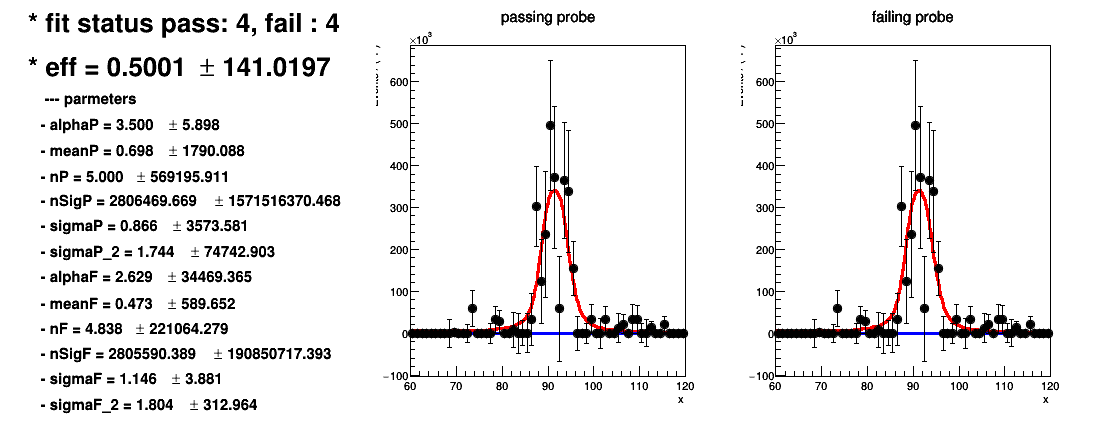 * fit status pass: 4, fail : 4
* eff = 0.5001 ± 141.0197
--- parmeters
- alphaP = 3.500 ± 5.898
- meanP = 0.698 ± 1790.088
- nP = 5.000 ± 569195.911
- nSigP = 2806469.669 ± 1571516370.468
- sigmaP = 0.866 ± 3573.581
- sigmaP_2 = 1.744 ± 74742.903
- alphaF = 2.629 ± 34469.365
- meanF = 0.473 ± 589.652
- nF = 4.838 ± 221064.279
- nSigF = 2805590.389 ± 190850717.393
- sigmaF = 1.146 ± 3.881
- sigmaF_2 = 1.804 ± 312.964
passing probe
×10³
600
500
400
300
200
100
0
−100
60 70 80 90 100 110 120
x
failing probe
×10³
600
500
400
300
200
100
0
−100
60 70 80 90 100 110 120
x